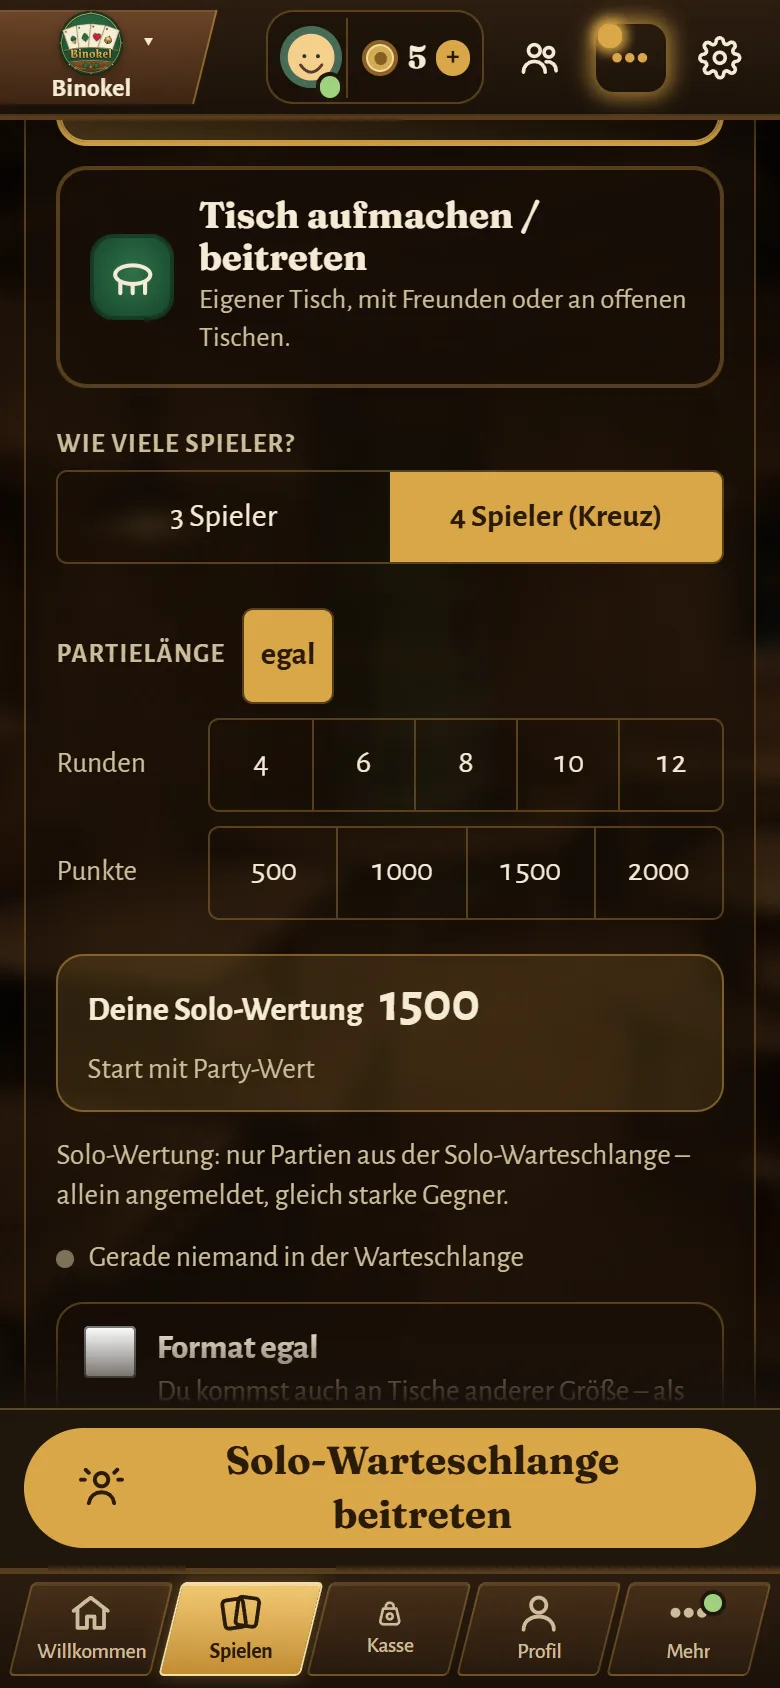 Binokel
Binokel
5
+
Tisch aufmachen /
beitreten
Eigener Tisch, mit Freunden oder an offenen
Tischen.
WIE VIELE SPIELER?
3 Spieler
4 Spieler (Kreuz)
PARTIELÄNGE
egal
Runden
4
6
8
10
12
Punkte
500
1000
1500
2000
Deine Solo-Wertung 1500
Start mit Party-Wert
Solo-Wertung: nur Partien aus der Solo-Warteschlange –
allein angemeldet, gleich starke Gegner.
Gerade niemand in der Warteschlange
Format egal
Du kommst auch an Tische anderer Größe – als
Solo-Warteschlange
beitreten
Willkommen
Spielen
Kasse
Profil
Mehr